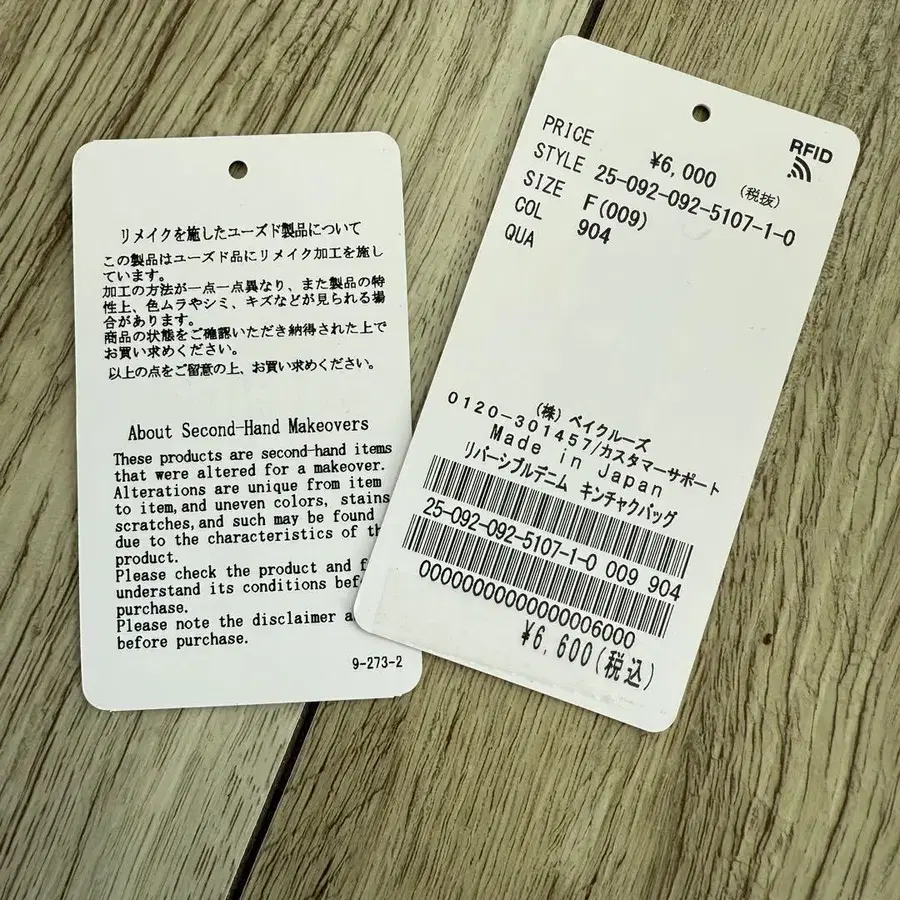 リメイクを施したユーズド製品について
この製品はユーズド品にリメイク加工を施し
ています。
加工の方法が一点一点異なり、また製品の特
性上、色ムラやシミ、キズなどが見られる場
合があります。
商品の状態をご確認いただき納得された上で
お買い求めください。
以上の点をご留意の上、お買い求めください。
About Second-Hand Makeovers
These products are second-hand items
that were altered for a makeover.
Alterations are unique from item
to item, and uneven colors, stains
scratches, and such may be found
due to the characteristics of
product.
Please check the product and
understand its conditions
purchase.
Please note the disclaimer
before purchase.
9-273-2
RFID
PRICE ¥6,000 (税抜)
STYLE 25-092-092-5107-1-0
SIZE F(009)
COL 904
QUA
(株) ベイクルーズ
0120-301457/カスタマーサポート
Made in Japan
リバーシブルデニム キンチャクバッグ
25-092-092-5107-1-0 009 904
0000000000000006000
¥6,600(税込)